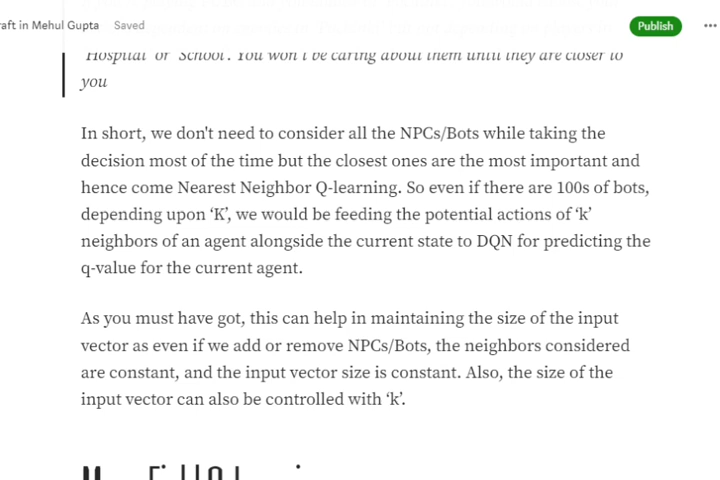 aft in Mehul Gupta Saved Publish
'Hospital' or 'School'. You won't be caring about them until they are closer to
you
In short, we don't need to consider all the NPCs/Bots while taking the
decision most of the time but the closest ones are the most important and
hence come Nearest Neighbor Q-learning. So even if there are 100s of bots,
depending upon ‘K’, we would be feeding the potential actions of ‘k’
neighbors of an agent alongside the current state to DQN for predicting the
q-value for the current agent.
As you must have got, this can help in maintaining the size of the input
vector as even if we add or remove NPCs/Bots, the neighbors considered
are constant, and the input vector size is constant. Also, the size of the
input vector can also be controlled with ‘k’.